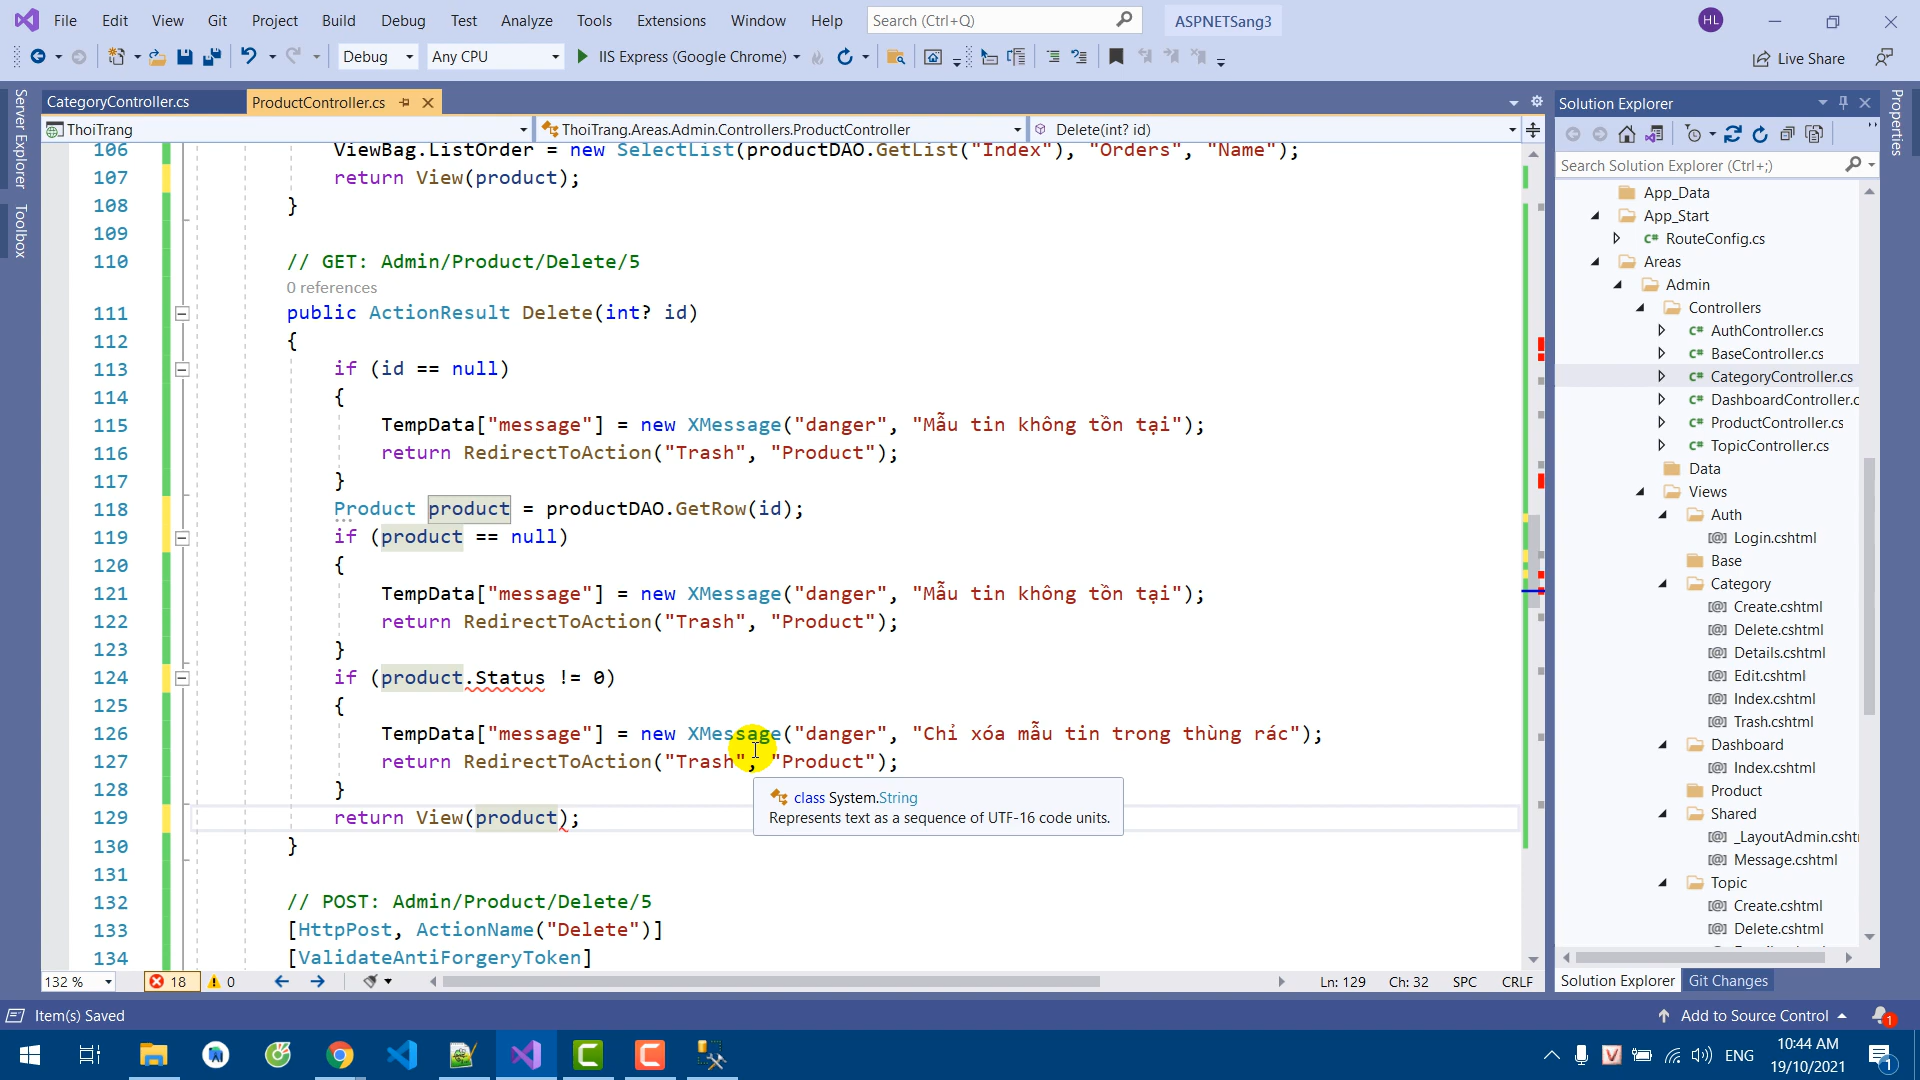 File Edit View Git Project Build Debug Test Analyze Tools Extensions Window Help Search (Ctrl+Q) ASPNETSang3 HL
Debug Any CPU IIS Express (Google Chrome) Live Share
Server Explorer
Toolbox
CategoryController.cs ProductController.cs
ThoiTrang ThoiTrang.Areas.Admin.Controllers.ProductController Delete(int? id)
106 ViewBag.ListOrder = new SelectList(productDAO.GetList("Index"), "Orders", "Name");
107 return View(product);
108 }
109
110 // GET: Admin/Product/Delete/5
0 references
111 public ActionResult Delete(int? id)
112 {
113 if (id == null)
114 {
115 TempData["message"] = new XMessage("danger", "Mẫu tin không tồn tại");
116 return RedirectToAction("Trash", "Product");
117 }
118 Product product = productDAO.GetRow(id);
119 if (product == null)
120 {
121 TempData["message"] = new XMessage("danger", "Mẫu tin không tồn tại");
122 return RedirectToAction("Trash", "Product");
123 }
124 if (product.Status != 0)
125 {
126 TempData["message"] = new XMessage("danger", "Chỉ xóa mẫu tin trong thùng rác");
127 return RedirectToAction("Trash", "Product");
128 }
129 return View(product);
130 }
131
132 // POST: Admin/Product/Delete/5
133 [HttpPost, ActionName("Delete")]
134 [ValidateAntiForgeryToken]
class System.String
Represents text as a sequence of UTF-16 code units.
132 % 18 0 Ln: 129 Ch: 32 SPC CRLF
Solution Explorer
Search Solution Explorer (Ctrl+;)
App_Data
App_Start
C# RouteConfig.cs
Areas
Admin
Controllers
C# AuthController.cs
C# BaseController.cs
C# CategoryController.cs
C# DashboardController.c
C# ProductController.cs
C# TopicController.cs
Data
Views
Auth
[@] Login.cshtml
Base
Category
[@] Create.cshtml
[@] Delete.cshtml
[@] Details.cshtml
[@] Edit.cshtml
[@] Index.cshtml
[@] Trash.cshtml
Dashboard
[@] Index.cshtml
Product
Shared
[@] _LayoutAdmin.csht
[@] Message.cshtml
Topic
[@] Create.cshtml
[@] Delete.cshtml
Solution Explorer Git Changes
Properties
Item(s) Saved Add to Source Control 1
ENG 10:44 AM
19/10/2021 1